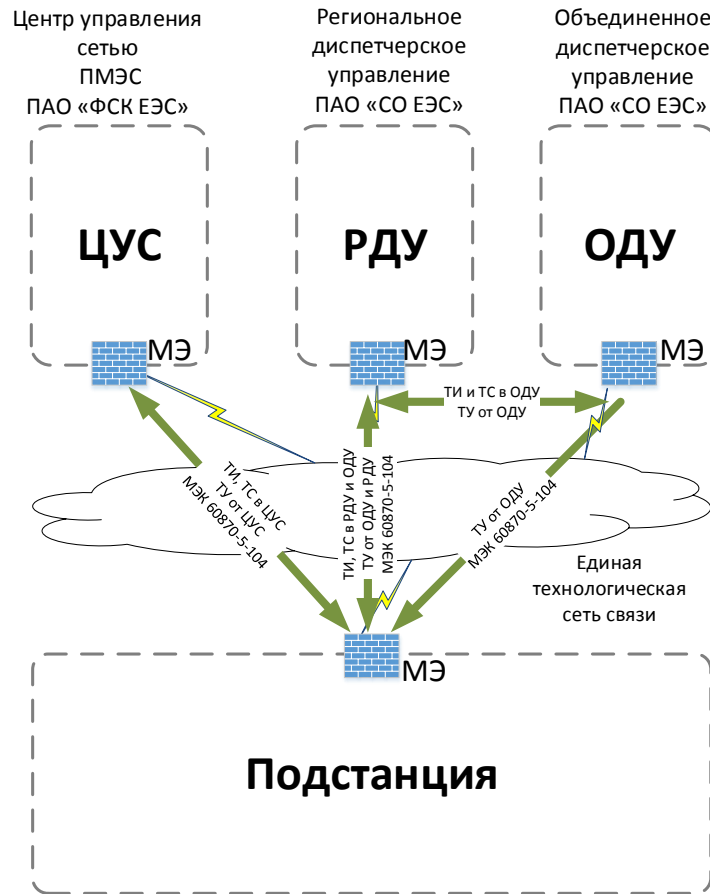 Центр управления
сетью
ПМЭС
ПАО «ФСК ЕЭС»
Региональное
диспетчерское
управление
ПАО «СО ЕЭС»
Объединенное
диспетчерское
управление
ПАО «СО ЕЭС»
ЦУС
РДУ
ОДУ
МЭ
МЭ
МЭ
ТИ и ТС в ОДУ
ТУ от ОДУ
ТИ, ТС в ЦУС
ТУ от ЦУС
МЭК 60870-5-104
ТИ, ТС в РДУ и ОДУ
ТУ от ОДУ и РДУ
МЭК 60870-5-104
ТУ от ОДУ
МЭК 60870-5-104
Единая
технологическая
сеть связи
МЭ
Подстанция